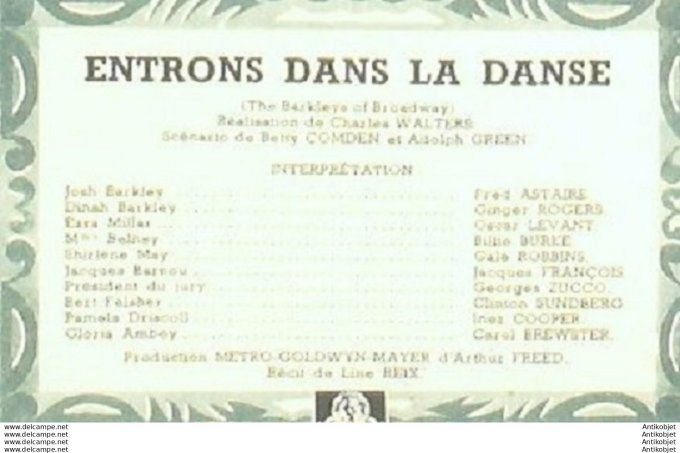 ENTRONS DANS LA DANSE
(The Barkleys of Broadway)
Réalisation de Charles WALTERS
Scénario de Betty COMDEN et Adolph GREEN
INTERPRÉTATION
Josh Barkley Fred ASTAIRE
Dinah Barkley Ginger ROGERS.
Ezra Millar Oscar LEVANT
Mme Belney Billie BURKE
Shirlene May Gale ROBBINS.
Jacques Barrou Jacques FRANÇOIS
Président du jury Georges ZUCCO.
Bert Felsher Clinton SUNDBERG
Pamela Driscoll Inez COOPER
Gloria Amboy Carol BREWSTER.
Production METRO-GOLDWYN-MAYER d'Arthur FREED.
Récit de Line REIX.
www.delcampe.net Antikobjet
www.delcampe.net Antikobjet
www.delcampe.net Antikobjet
www.delcampe.net Antikobjet